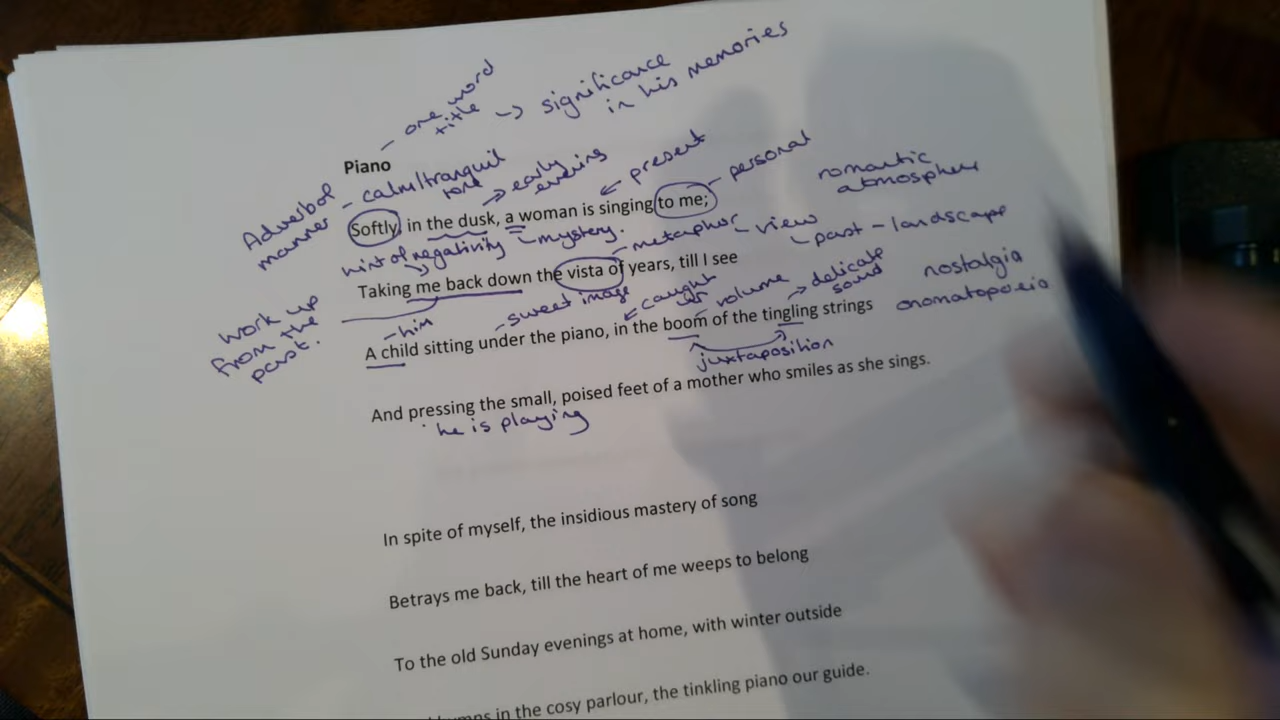 one word
title -> significance
in his memories
Piano
Adverb of
manner
- calm/tranquil
tone
-> early
evening
present
personal
romantic
atmosphere
Softly, in the dusk, a woman is singing to me;
hint of negativity
mystery.
metaphor
view
past - landscape
Taking me back down the vista of years, till I see
work up
from the
past.
him
sweet image
caught
up
volume
-> delicate
sound
nostalgia
onomatopoeia
A child sitting under the piano, in the boom of the tingling strings
juxtaposition
And pressing the small, poised feet of a mother who smiles as she sings.
he is playing
In spite of myself, the insidious mastery of song
Betrays me back, till the heart of me weeps to belong
To the old Sunday evenings at home, with winter outside
in the cosy parlour, the tinkling piano our guide.